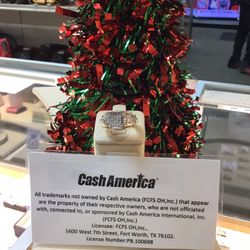 CashAmerica
All trademarks not owned by Cash America (FCFS OH,Inc.) that appear
are the property of their respective owners, who are not officiated
with, connected to, or sponsored by Cash America International, Inc.
(FCFS OH,Inc.)
Licensee: FCFS OH,Inc.
1600 West 7th Street, Fort Worth, TX 76102.
License Number PB.100698